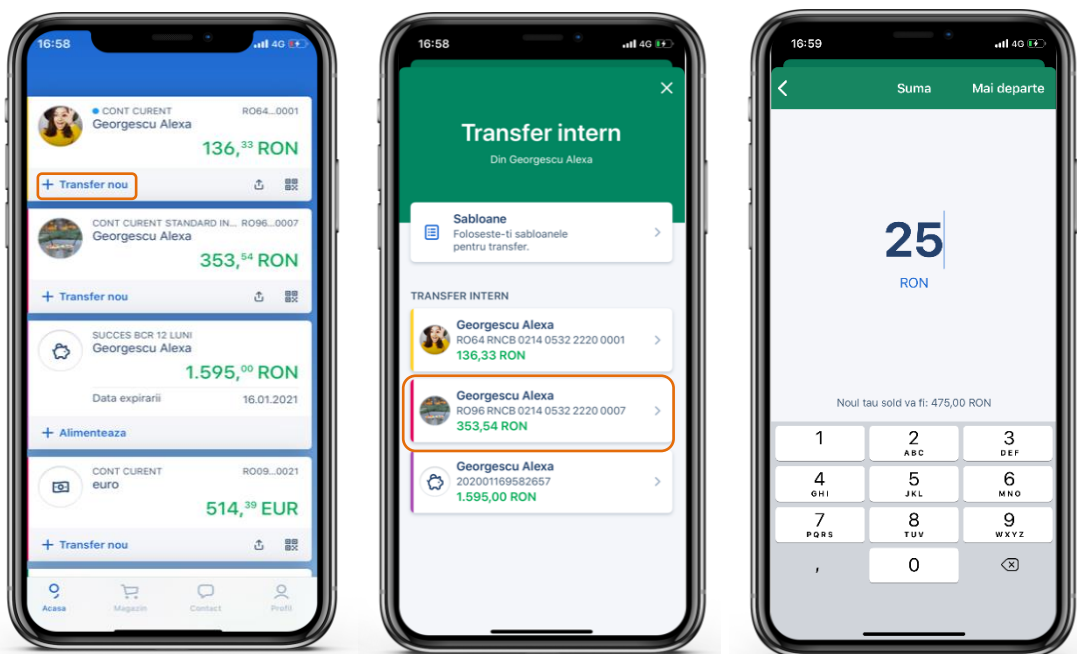 16:58
4G
CONT CURENT RO64...0001
Georgescu Alexa
136,³³ RON
+ Transfer nou
CONT CURENT STANDARD IN... RO96...0007
Georgescu Alexa
353,⁵⁴ RON
+ Transfer nou
SUCCES BCR 12 LUNI
Georgescu Alexa
1.595,⁰⁰ RON
Data expirarii 16.01.2021
+ Alimenteaza
CONT CURENT RO09...0021
euro
514,³⁹ EUR
+ Transfer nou
Acasa Magazin Contact Profil
16:58
4G
Transfer intern
Din Georgescu Alexa
Sabloane
Foloseste-ti sabloanele
pentru transfer.
TRANSFER INTERN
Georgescu Alexa
RO64 RNCB 0214 0532 2220 0001
136,33 RON
Georgescu Alexa
RO96 RNCB 0214 0532 2220 0007
353,54 RON
Georgescu Alexa
202001169582657
1.595,00 RON
16:59
4G
Suma Mai departe
25
RON
Noul tau sold va fi: 475,00 RON
1 2 3
ABC DEF
4 5 6
GHI JKL MNO
7 8 9
PQRS TUV WXYZ
, 0